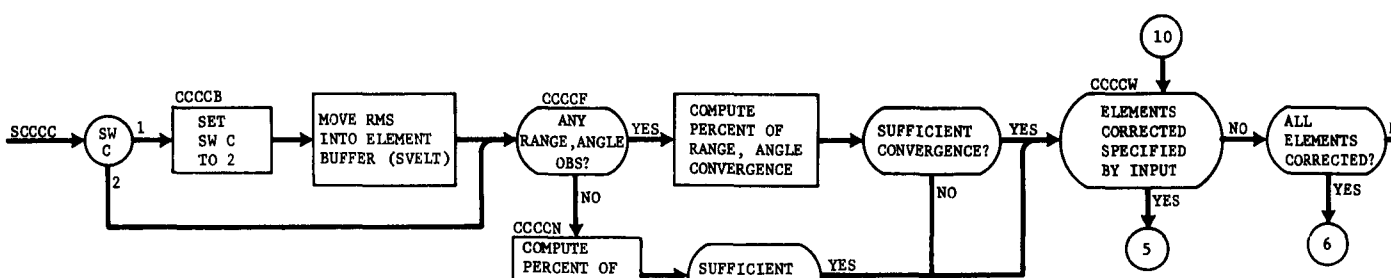 10
SCCCC
SW
C
1
2
CCCCB
SET
SW C
TO 2
MOVE RMS
INTO ELEMENT
BUFFER (SVELT)
CCCCF
ANY
RANGE,ANGLE
OBS?
YES
NO
COMPUTE
PERCENT OF
RANGE, ANGLE
CONVERGENCE
SUFFICIENT
CONVERGENCE?
YES
NO
CCCCW
ELEMENTS
CORRECTED
SPECIFIED
BY INPUT
NO
YES
5
ALL
ELEMENTS
CORRECTED?
YES
6
CCCCN
COMPUTE
PERCENT OF
SUFFICIENT
YES